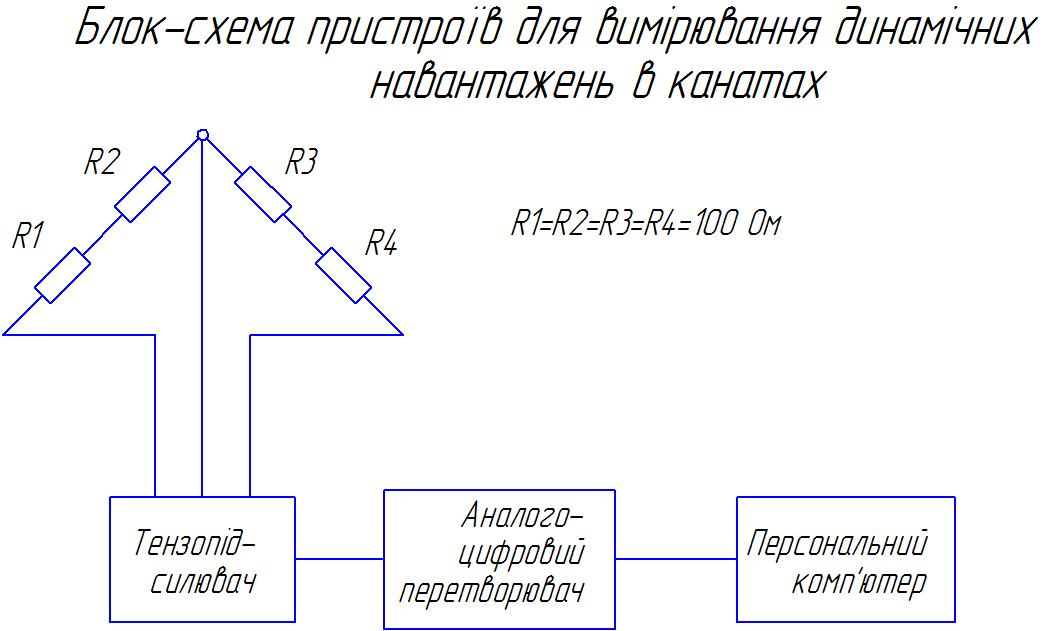 Блок-схема пристроїв для вимірювання динамічних
навантажень в канатах
R2
R3
R1
R4
R1=R2=R3=R4=100 Ом
Тензопід-
силювач
Аналого-
цифровий
перетворювач
Персональний
комп'ютер